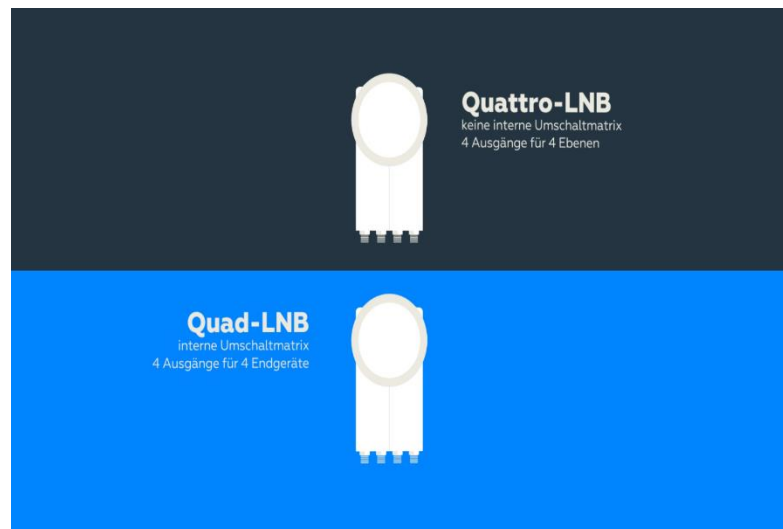 Quattro-LNB
keine interne Umschaltmatrix
4 Ausgänge für 4 Ebenen
Quad-LNB
interne Umschaltmatrix
4 Ausgänge für 4 Endgeräte